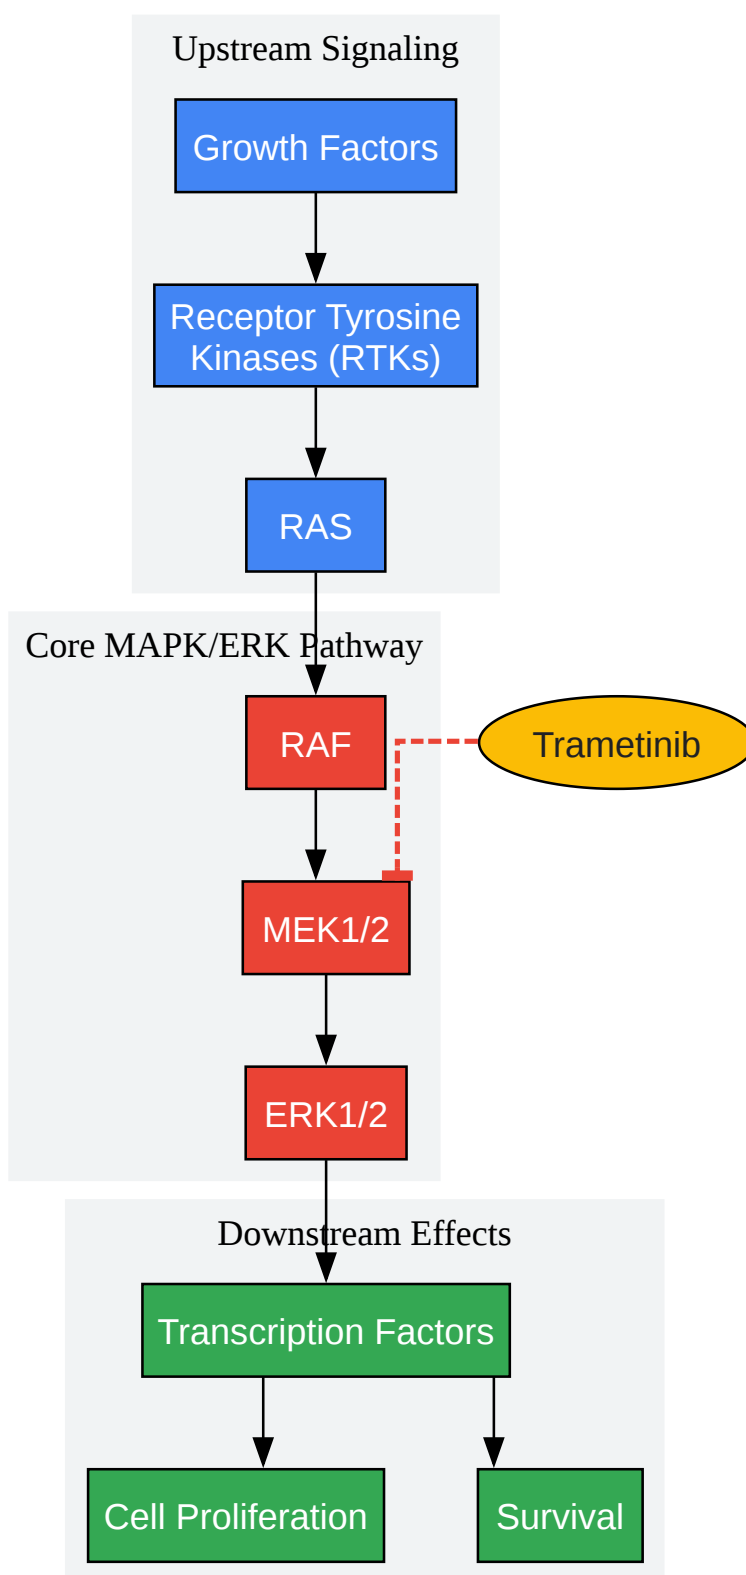 Upstream Signaling
Growth Factors
Receptor Tyrosine
Kinases (RTKs)
RAS
Core MAPK/ERK Pathway
RAF
Trametinib
MEK1/2
ERK1/2
Downstream Effects
Transcription Factors
Cell Proliferation
Survival